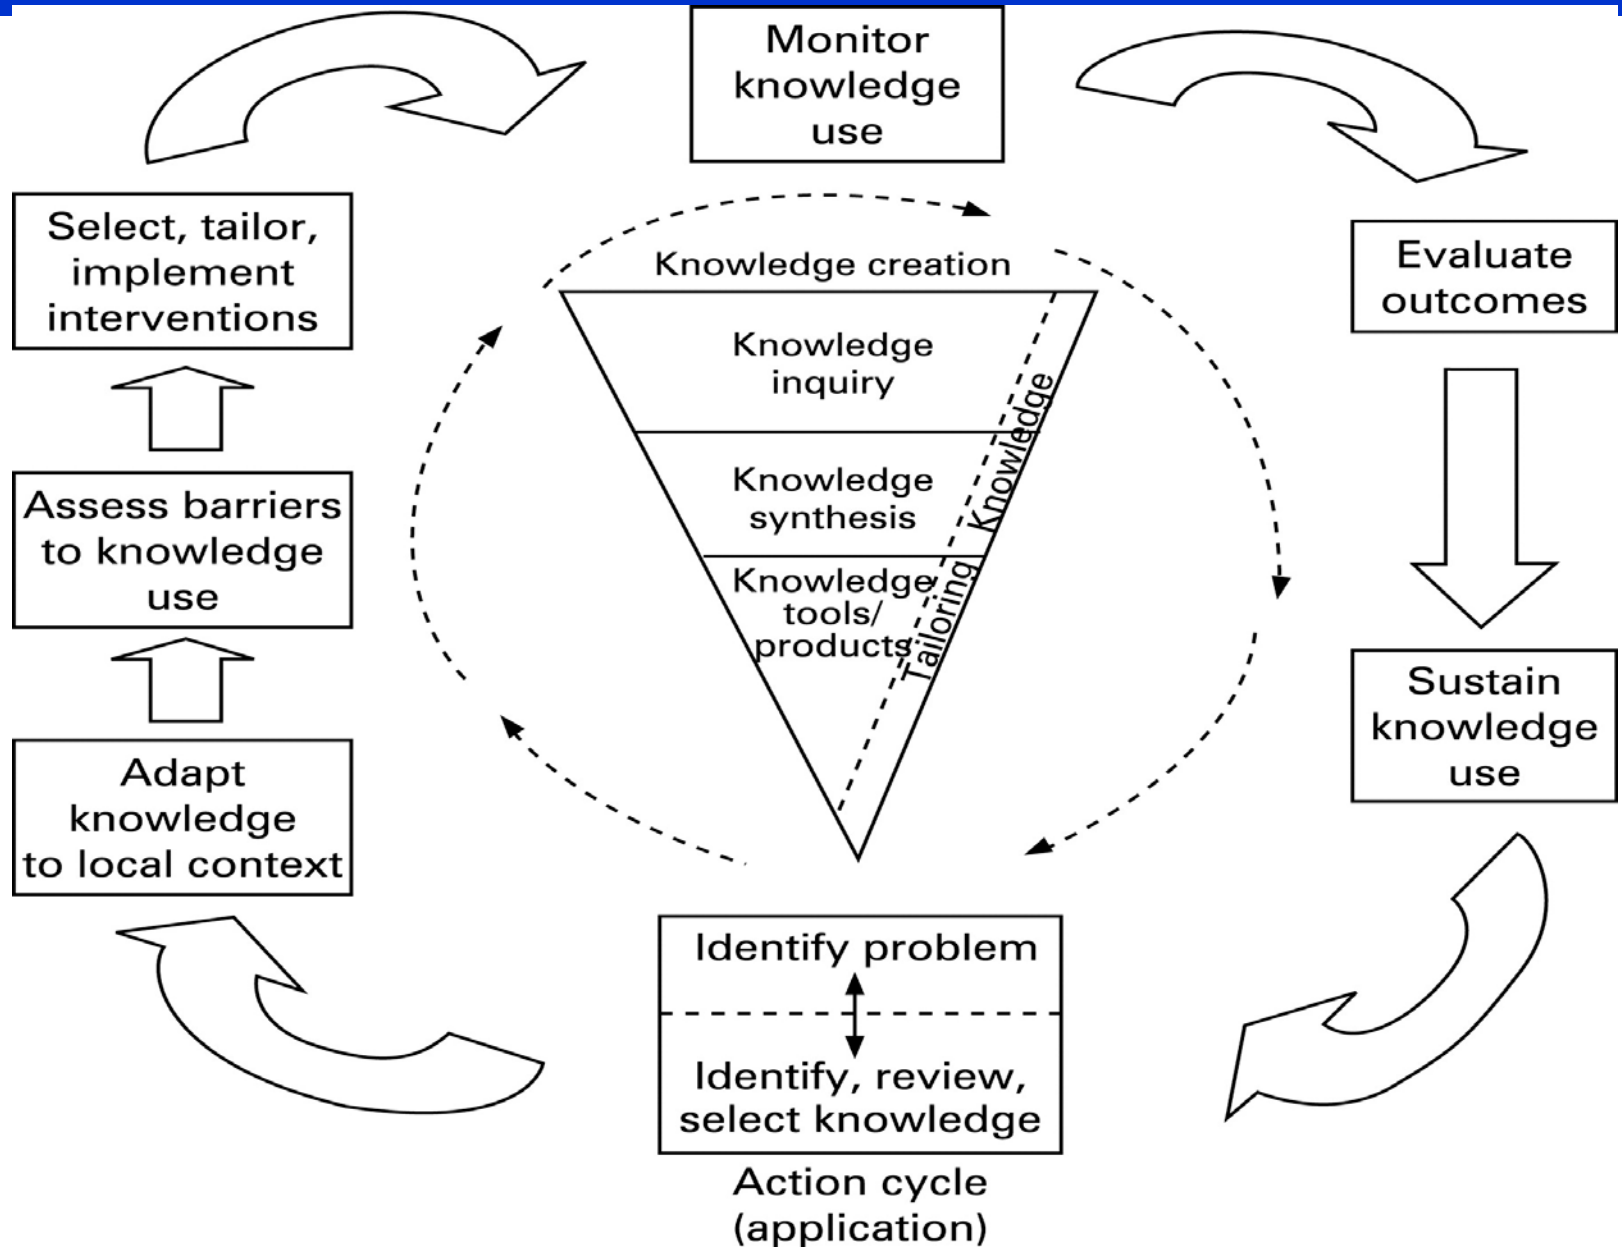 Monitor
knowledge
use
Select, tailor,
implement
interventions
Evaluate
outcomes
Knowledge creation
Knowledge
inquiry
Knowledge
synthesis
Knowledge
tools/
products
Tailoring Knowledge
Assess barriers
to knowledge
use
Sustain
knowledge
use
Adapt
knowledge
to local context
Identify problem
Identify, review,
select knowledge
Action cycle
(application)